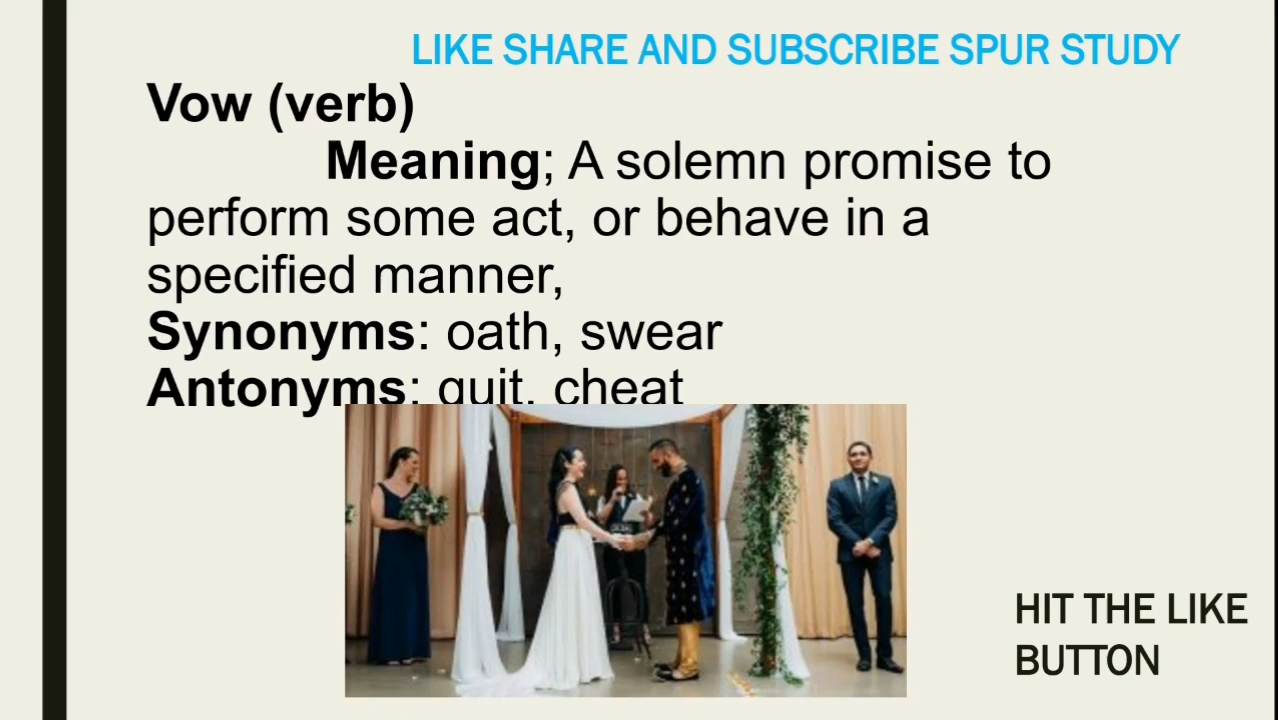 LIKE SHARE AND SUBSCRIBE SPUR STUDY
Vow (verb)
Meaning; A solemn promise to
perform some act, or behave in a
specified manner,
Synonyms: oath, swear
Antonyms: quit, cheat
HIT THE LIKE
BUTTON